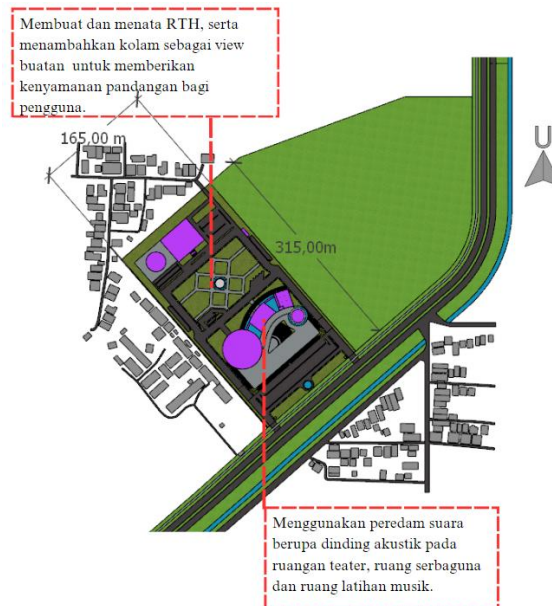 Membuat dan menata RTH, serta
menambahkan kolam sebagai view
buatan untuk memberikan
kenyamanan pandangan bagi
pengguna.
165,00 m
U
315,00m
Menggunakan peredam suara
berupa dinding akustik pada
ruangan teater, ruang serbaguna
dan ruang latihan musik.